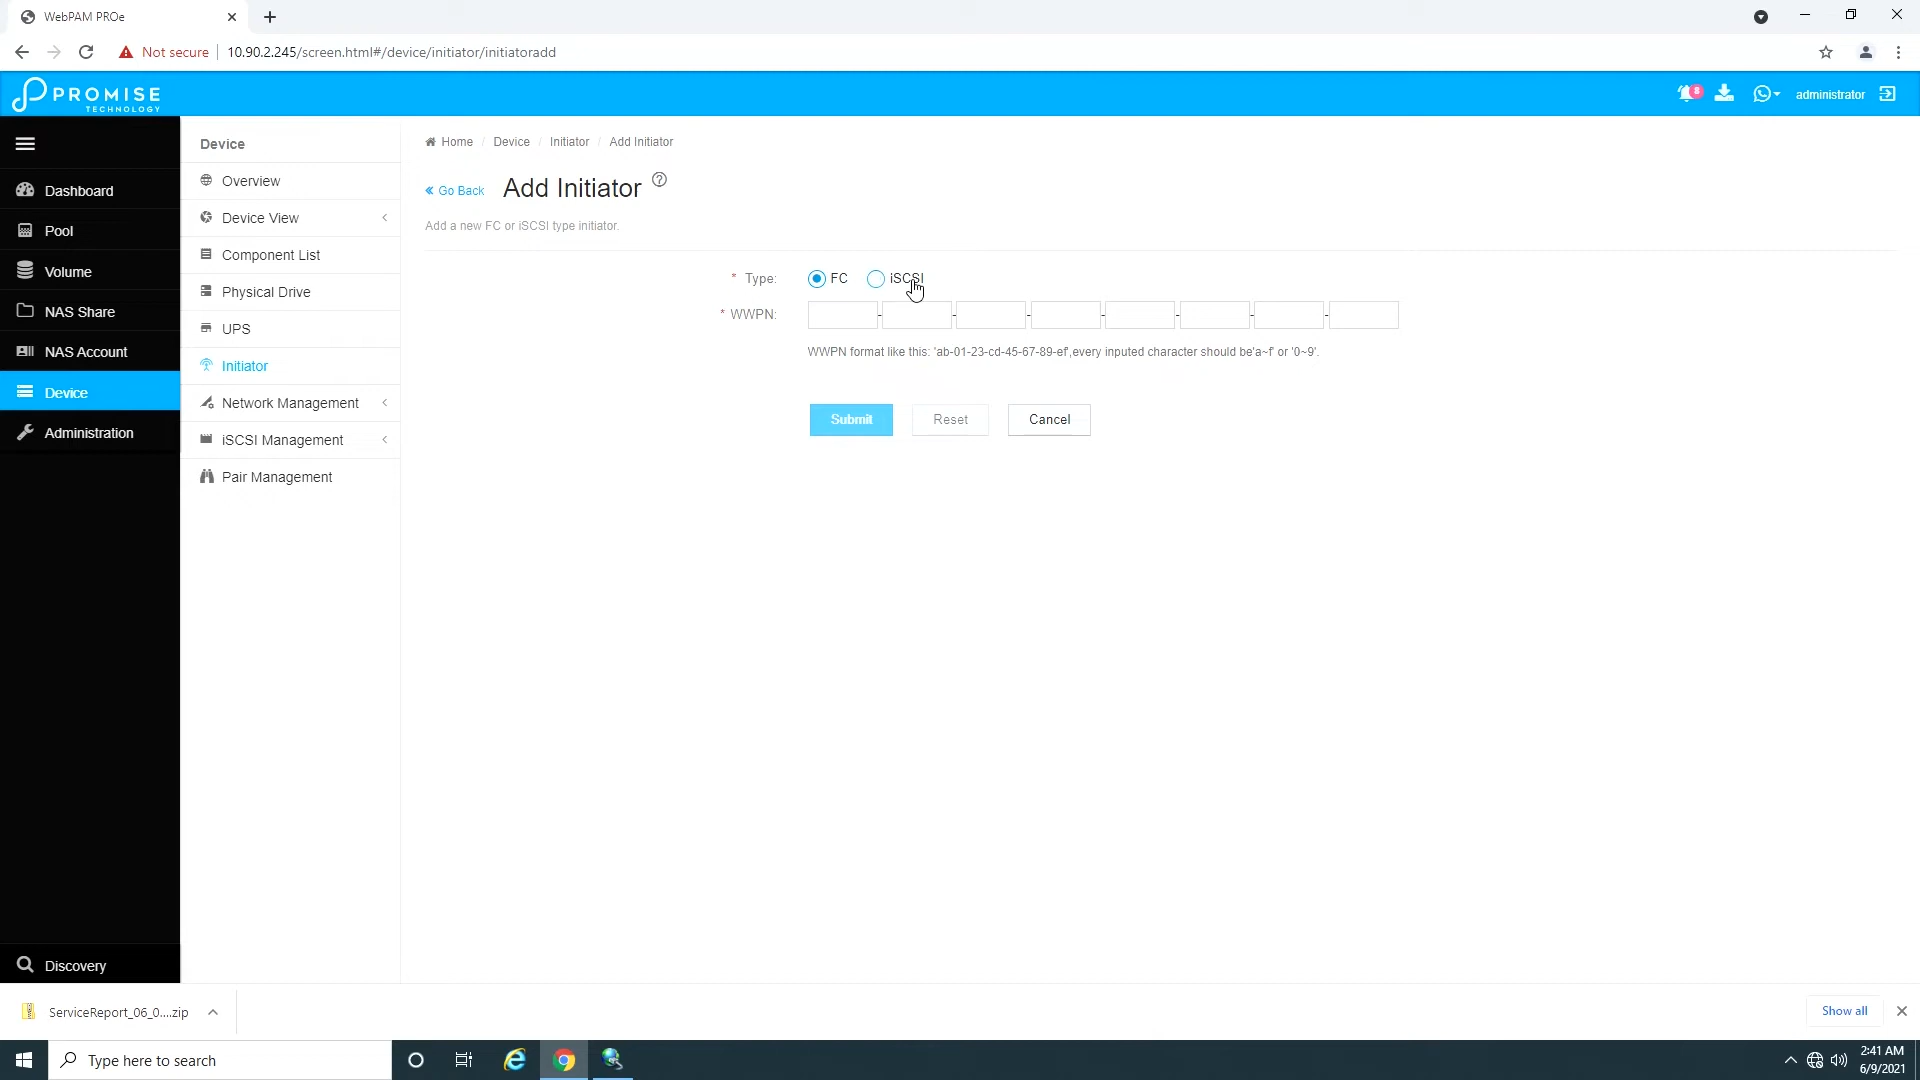 WebPAM PROe
Not secure
10.90.2.245/screen.html#/device/initiator/initiatoradd
PROMISE
TECHNOLOGY
8
administrator
Dashboard
Pool
Volume
NAS Share
NAS Account
Device
Administration
Discovery
Device
Overview
Device View
Component List
Physical Drive
UPS
Initiator
Network Management
iSCSI Management
Pair Management
Home / Device / Initiator / Add Initiator
« Go Back
Add Initiator
Add a new FC or iSCSI type initiator.
* Type: FC iSCSI
* WWPN: - - - - - - -
WWPN format like this: 'ab-01-23-cd-45-67-89-ef',every inputed character should be'a~f' or '0~9'.
Submit Reset Cancel
ServiceReport_06_0....zip
Show all
Type here to search
2:41 AM
6/9/2021